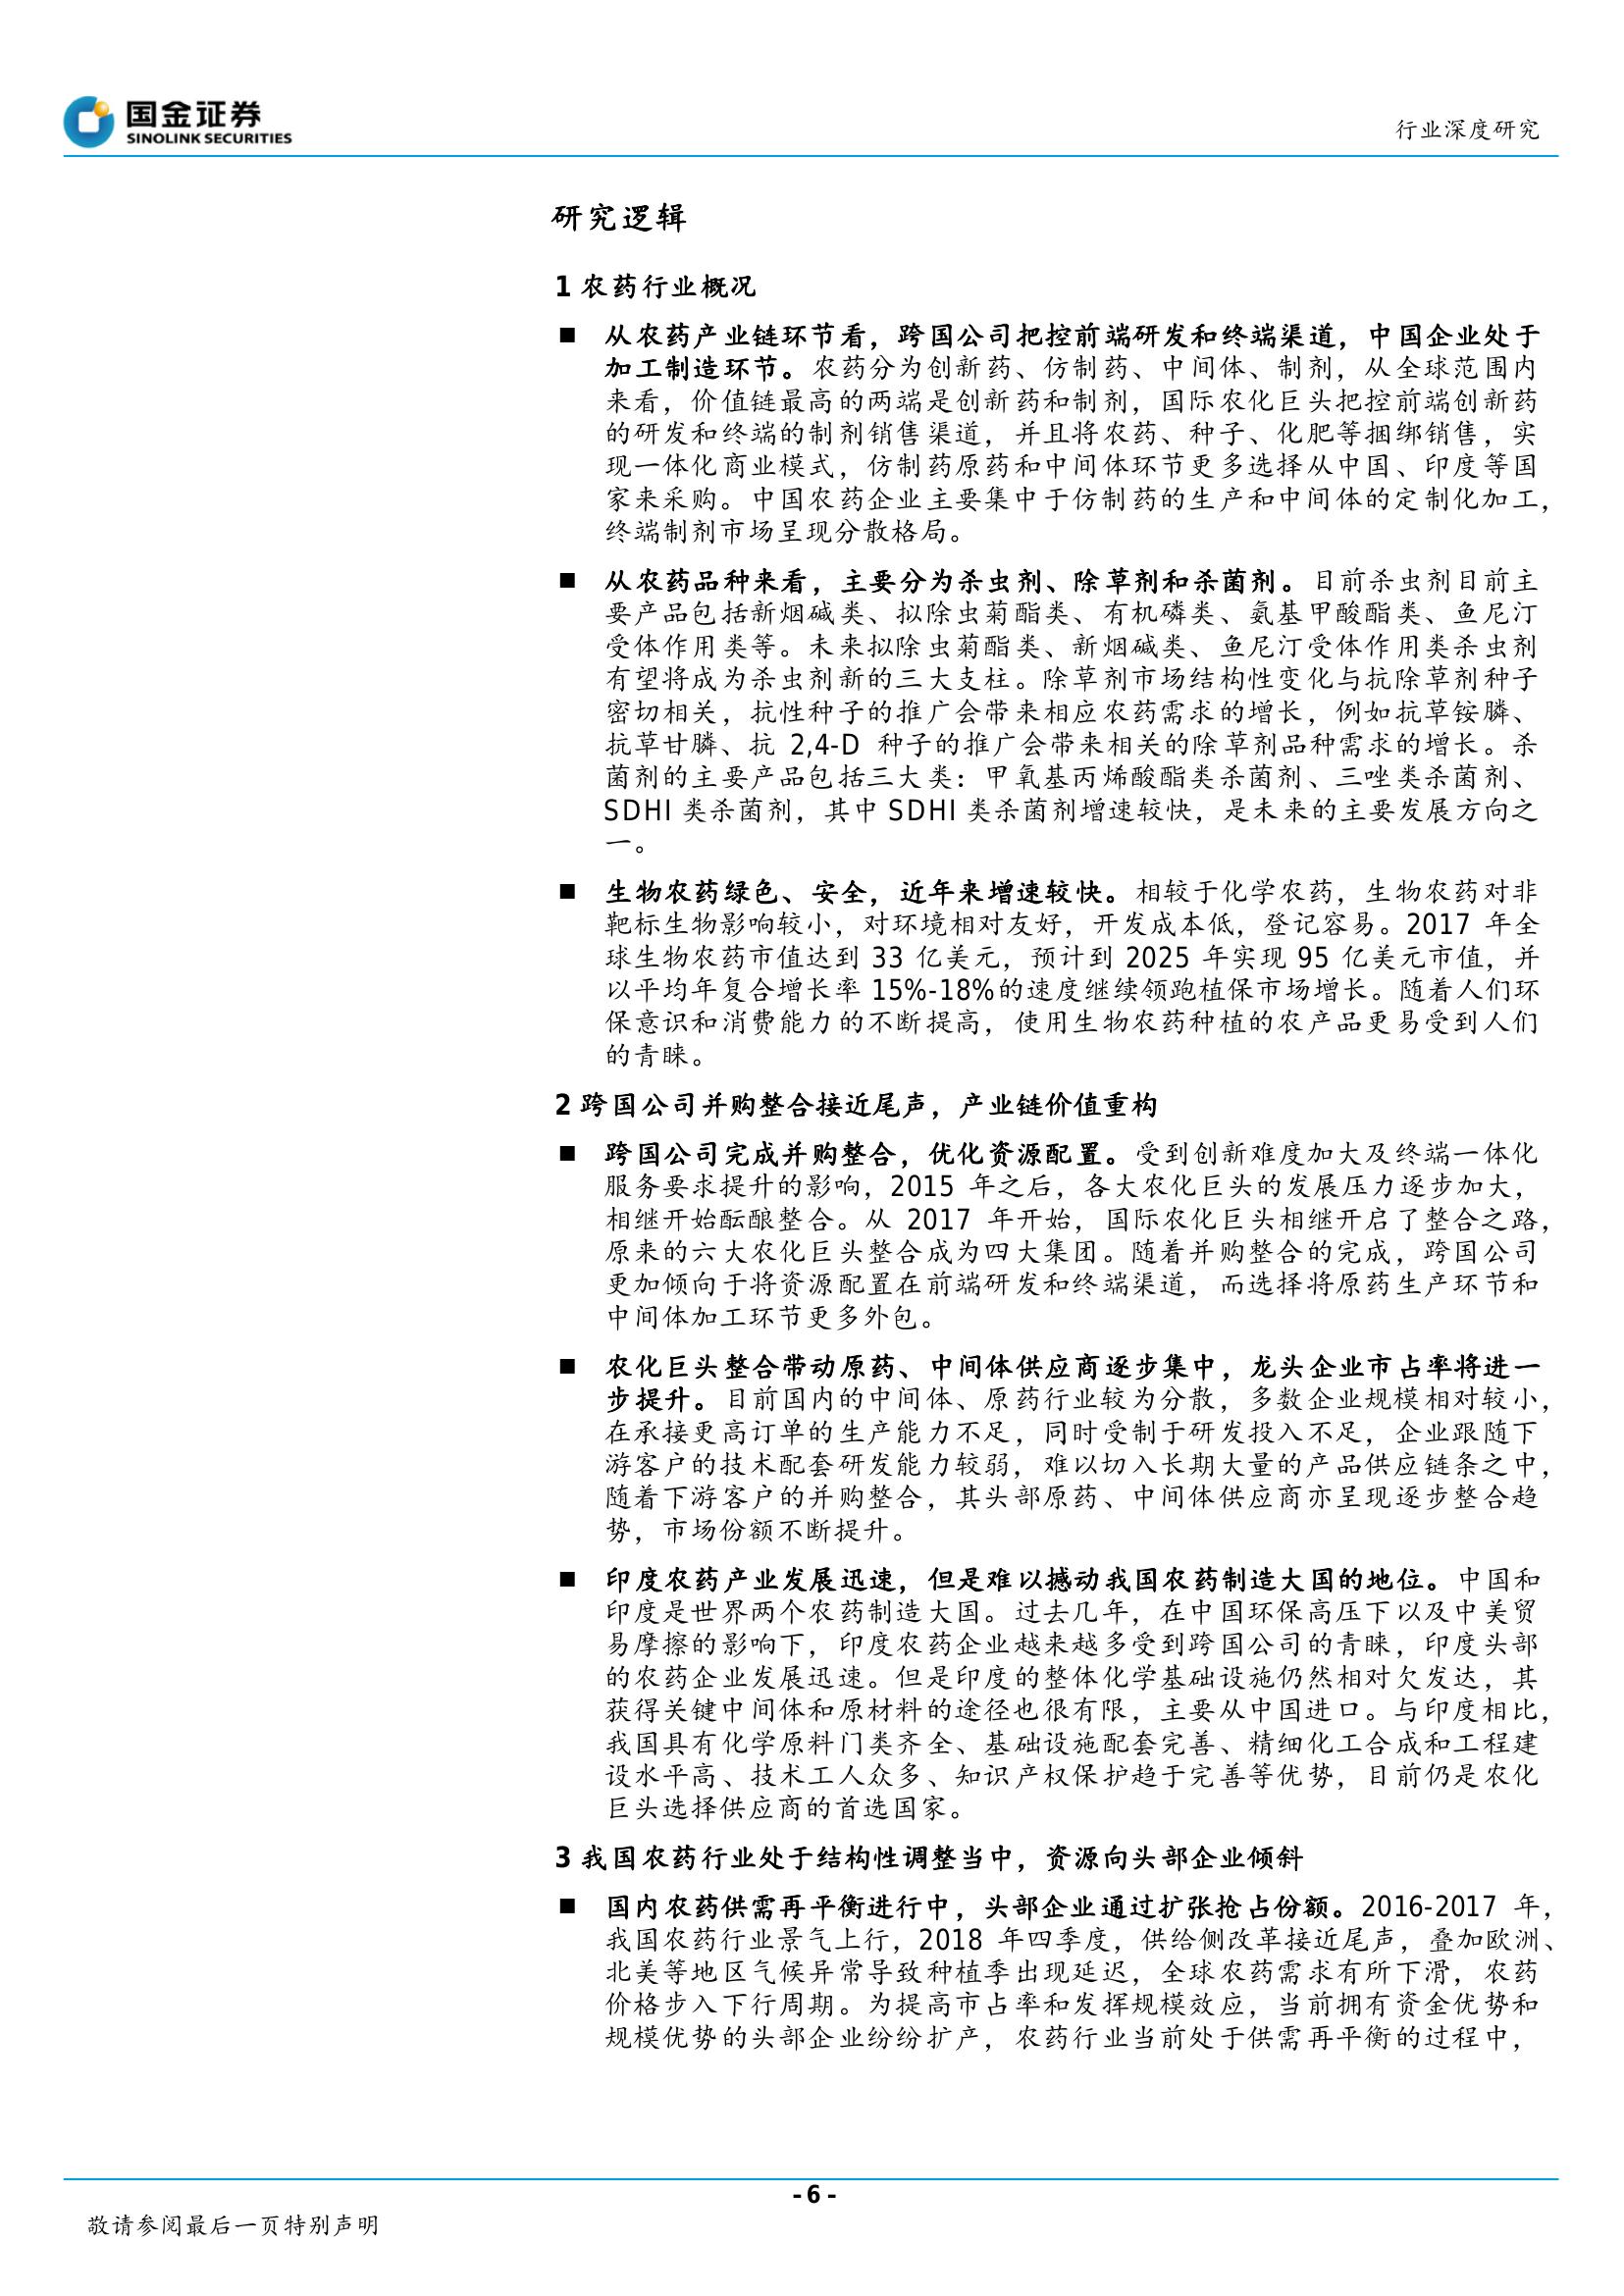 国金证券
SINOLINK SECURITIES
行业深度研究
研究逻辑
1 农药行业概况
■ 从农药产业链环节看，跨国公司把控前端研发和终端渠道，中国企业处于
加工制造环节。农药分为创新药、仿制药、中间体、制剂，从全球范围内
来看，价值链最高的两端是创新药和制剂，国际农化巨头把控前端创新药
的研发和终端的制剂销售渠道，并且将农药、种子、化肥等捆绑销售，实
现一体化商业模式，仿制药原药和中间体环节更多选择从中国、印度等国
家来采购。中国农药企业主要集中于仿制药的生产和中间体的定制化加工，
终端制剂市场呈现分散格局。
■ 从农药品种来看，主要分为杀虫剂、除草剂和杀菌剂。目前杀虫剂目前主
要产品包括新烟碱类、拟除虫菊酯类、有机磷类、氨基甲酸酯类、鱼尼汀
受体作用类等。未来拟除虫菊酯类、新烟碱类、鱼尼汀受体作用类杀虫剂
有望将成为杀虫剂新的三大支柱。除草剂市场结构性变化与抗除草剂种子
密切相关，抗性种子的推广会带来相应农药需求的增长，例如抗草铵膦、
抗草甘膦、抗 2,4-D 种子的推广会带来相关的除草剂品种需求的增长。杀
菌剂的主要产品包括三大类：甲氧基丙烯酸酯类杀菌剂、三唑类杀菌剂、
SDHI 类杀菌剂，其中 SDHI 类杀菌剂增速较快，是未来的主要发展方向之
一。
■ 生物农药绿色、安全，近年来增速较快。相较于化学农药，生物农药对非
靶标生物影响较小，对环境相对友好，开发成本低，登记容易。2017 年全
球生物农药市值达到 33 亿美元，预计到 2025 年实现 95 亿美元市值，并
以平均年复合增长率 15%-18%的速度继续领跑植保市场增长。随着人们环
保意识和消费能力的不断提高，使用生物农药种植的农产品更易受到人们
的青睐。
2 跨国公司并购整合接近尾声，产业链价值重构
■ 跨国公司完成并购整合，优化资源配置。受到创新难度加大及终端一体化
服务要求提升的影响，2015 年之后，各大农化巨头的发展压力逐步加大，
相继开始酝酿整合。从 2017 年开始，国际农化巨头相继开启了整合之路，
原来的六大农化巨头整合成为四大集团。随着并购整合的完成，跨国公司
更加倾向于将资源配置在前端研发和终端渠道，而选择将原药生产环节和
中间体加工环节更多外包。
■ 农化巨头整合带动原药、中间体供应商逐步集中，龙头企业市占率将进一
步提升。目前国内的中间体、原药行业较为分散，多数企业规模相对较小，
在承接更高订单的生产能力不足，同时受制于研发投入不足，企业跟随下
游客户的技术配套研发能力较弱，难以切入长期大量的产品供应链条之中，
随着下游客户的并购整合，其头部原药、中间体供应商亦呈现逐步整合趋
势，市场份额不断提升。
■ 印度农药产业发展迅速，但是难以撼动我国农药制造大国的地位。中国和
印度是世界两个农药制造大国。过去几年，在中国环保高压下以及中美贸
易摩擦的影响下，印度农药企业越来越多受到跨国公司的青睐，印度头部
的农药企业发展迅速。但是印度的整体化学基础设施仍然相对欠发达，其
获得关键中间体和原材料的途径也很有限，主要从中国进口。与印度相比，
我国具有化学原料门类齐全、基础设施配套完善、精细化工合成和工程建
设水平高、技术工人众多、知识产权保护趋于完善等优势，目前仍是农化
巨头选择供应商的首选国家。
3 我国农药行业处于结构性调整当中，资源向头部企业倾斜
■ 国内农药供需再平衡进行中，头部企业通过扩张抢占份额。2016-2017 年，
我国农药行业景气上行，2018 年四季度，供给侧改革接近尾声，叠加欧洲、
北美等地区气候异常导致种植季出现延迟，全球农药需求有所下滑，农药
价格步入下行周期。为提高市占率和发挥规模效应，当前拥有资金优势和
规模优势的头部企业纷纷扩产，农药行业当前处于供需再平衡的过程中，
- 6 -
敬请参阅最后一页特别声明